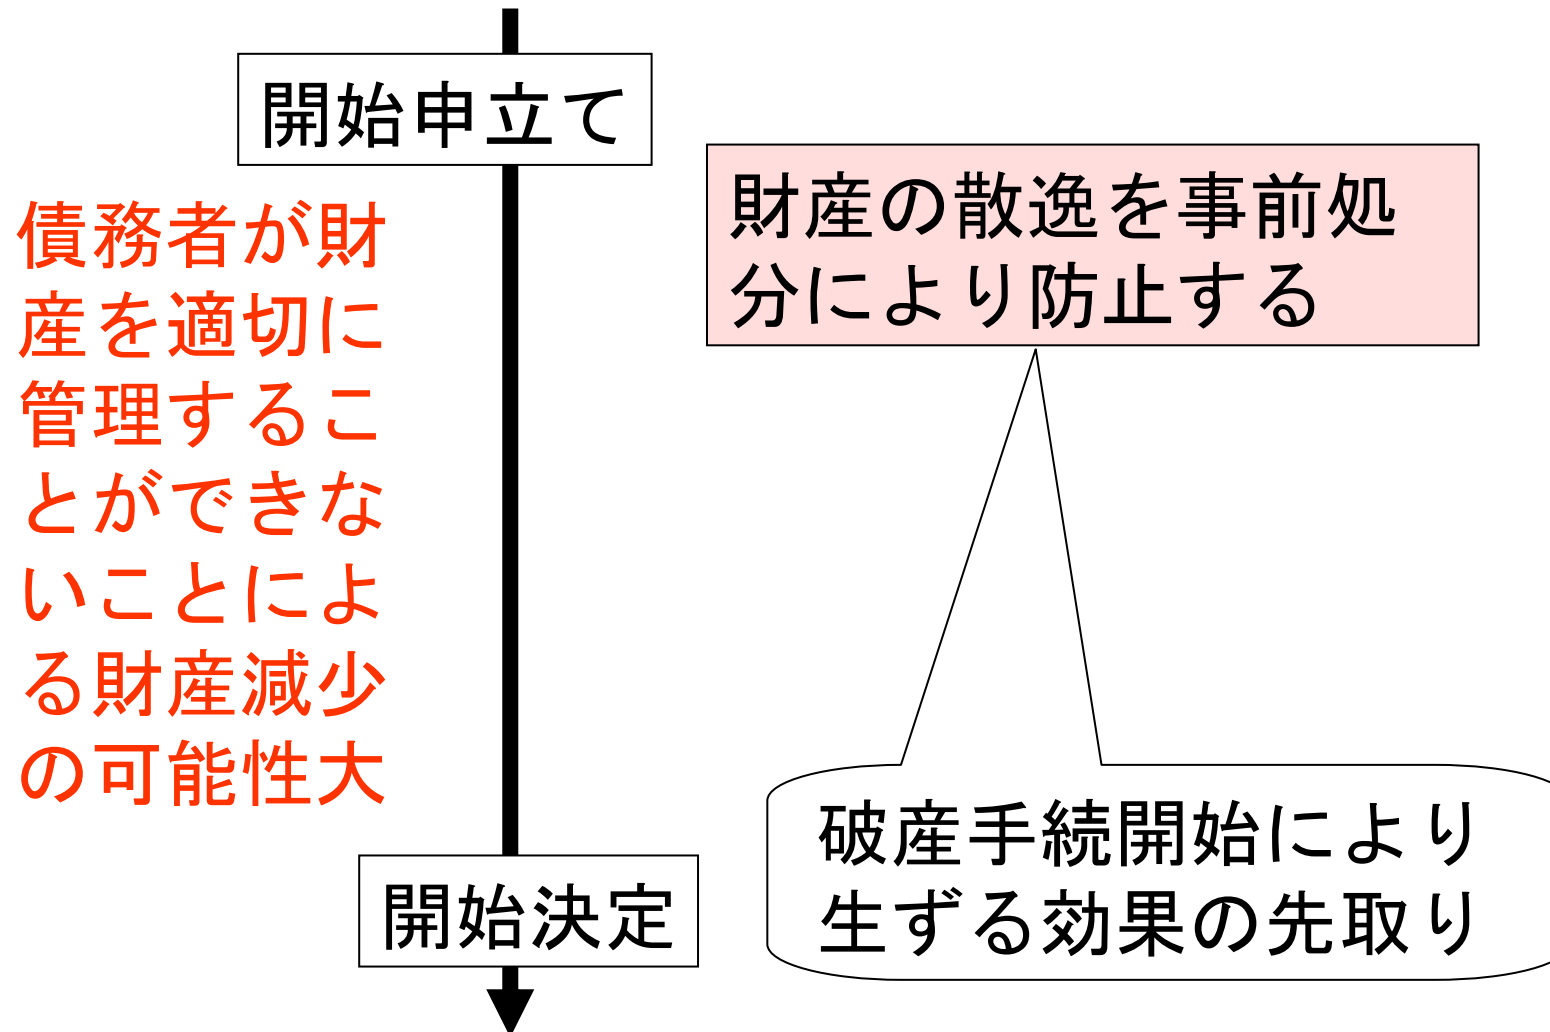 開始申立て
債務者が財
産を適切に
管理するこ
とができな
いことによ
る財産減少
の可能性大
財産の散逸を事前処
分により防止する
開始決定
破産手続開始により
生ずる効果の先取り